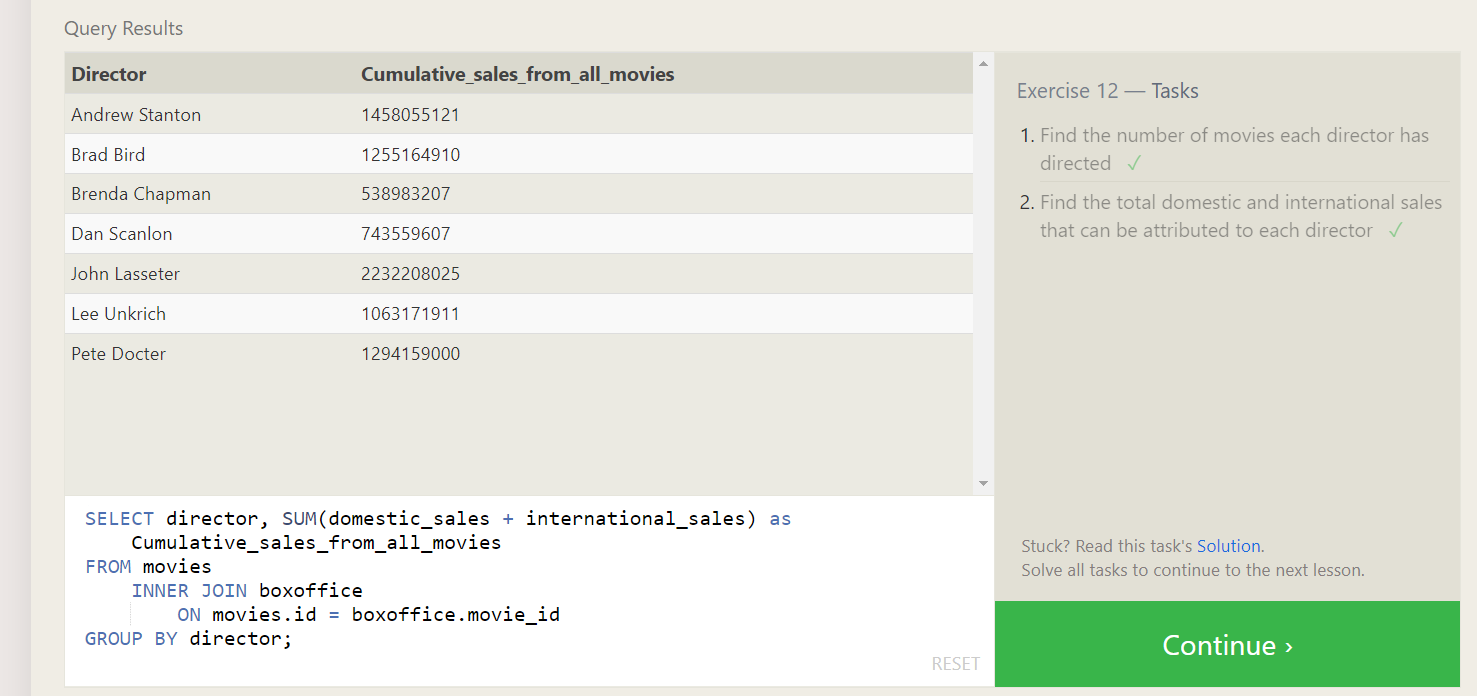 Query Results
Director Cumulative_sales_from_all_movies
Andrew Stanton 1458055121
Brad Bird 1255164910
Brenda Chapman 538983207
Dan Scanlon 743559607
John Lasseter 2232208025
Lee Unkrich 1063171911
Pete Docter 1294159000
SELECT director, SUM(domestic_sales + international_sales) as
Cumulative_sales_from_all_movies
FROM movies
INNER JOIN boxoffice
ON movies.id = boxoffice.movie_id
GROUP BY director;
RESET
Exercise 12 — Tasks
1. Find the number of movies each director has
directed ✓
2. Find the total domestic and international sales
that can be attributed to each director ✓
Stuck? Read this task's Solution.
Solve all tasks to continue to the next lesson.
Continue ›